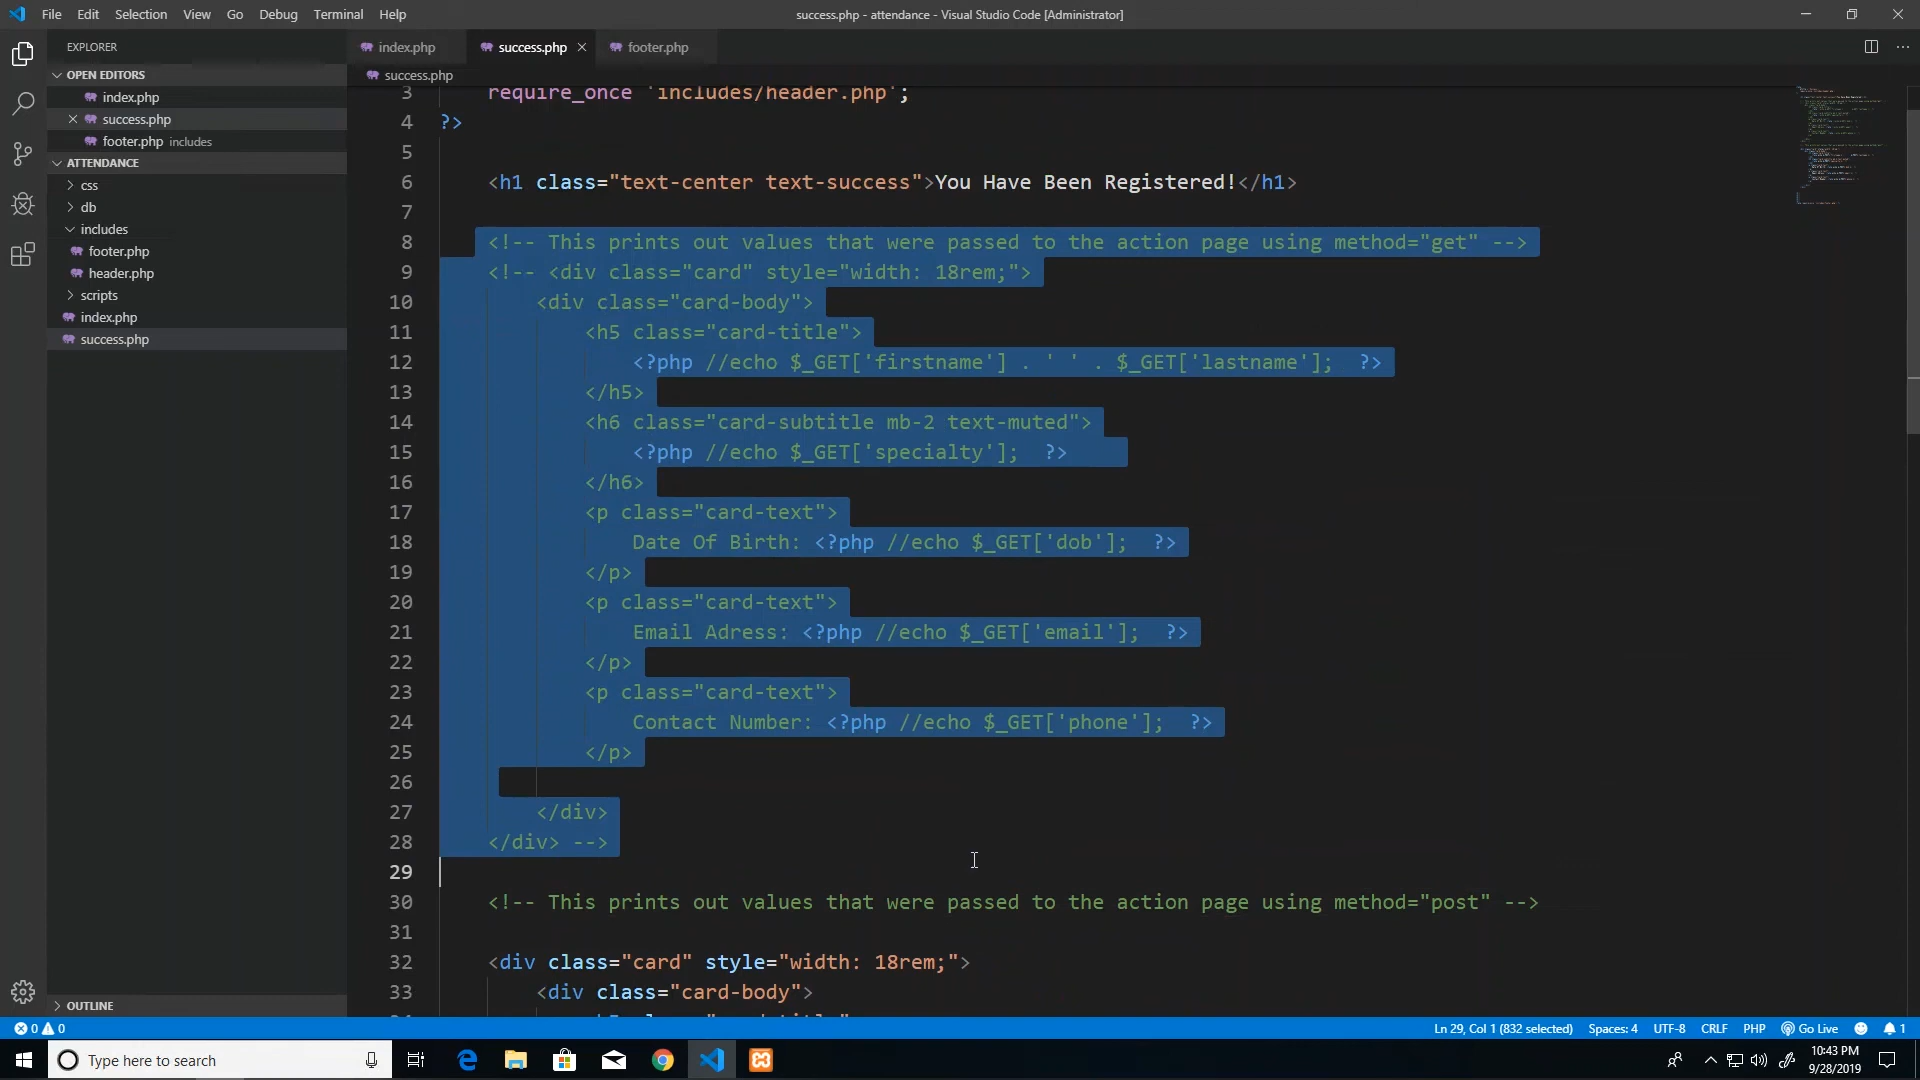 File Edit Selection View Go Debug Terminal Help
success.php - attendance - Visual Studio Code [Administrator]
EXPLORER
OPEN EDITORS
index.php
success.php
footer.php includes
ATTENDANCE
css
db
includes
footer.php
header.php
scripts
index.php
success.php
OUTLINE
index.php success.php footer.php
success.php
3 require_once 'includes/header.php';
4 ?>
5
6 <h1 class="text-center text-success">You Have Been Registered!</h1>
7
8 <!-- This prints out values that were passed to the action page using method="get" -->
9 <!-- <div class="card" style="width: 18rem;">
10 <div class="card-body">
11 <h5 class="card-title">
12 <?php //echo $_GET['firstname'] . ' ' . $_GET['lastname'];  ?>
13 </h5>
14 <h6 class="card-subtitle mb-2 text-muted">
15 <?php //echo $_GET['specialty'];  ?>
16 </h6>
17 <p class="card-text">
18 Date Of Birth: <?php //echo $_GET['dob'];  ?>
19 </p>
20 <p class="card-text">
21 Email Adress: <?php //echo $_GET['email'];  ?>
22 </p>
23 <p class="card-text">
24 Contact Number: <?php //echo $_GET['phone'];  ?>
25 </p>
26
27 </div>
28 </div> -->
29
30 <!-- This prints out values that were passed to the action page using method="post" -->
31
32 <div class="card" style="width: 18rem;">
33 <div class="card-body">
0 0
Ln 29, Col 1 (832 selected) Spaces: 4 UTF-8 CRLF PHP Go Live 1
Type here to search
10:43 PM
9/28/2019